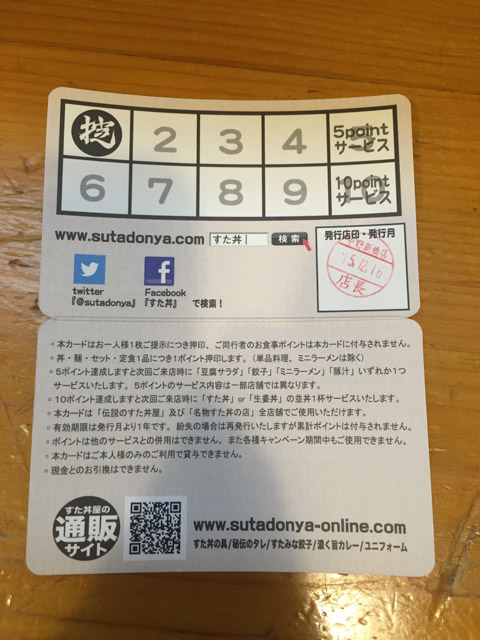 2 3 4 5point サービス
6 7 8 9 10point サービス
www.sutadonya.com すた丼 検索
発行店印・発行月
中野新橋店
'15.12.16
店長
twitter
『@sutadonya』
Facebook
『すた丼』 で検索！
▫ 本カードはお一人様1枚ご提示につき押印、ご同行者のお食事ポイントは本カードに付与されません。
▫ 丼・麺・セット・定食1品につき1ポイント押印します。（単品料理、ミニラーメンは除く）
▫ 5ポイント達成しますと次回ご来店時に「豆腐サラダ」「餃子」「ミニラーメン」「豚汁」いずれか1つ
サービスいたします。 5ポイントのサービス内容は一部店舗では異なります。
▫ 10ポイント達成しますと次回ご来店時に「すた丼」or「生姜丼」の並丼1杯サービスいたします。
▫ 本カードは「伝説のすた丼屋」及び「名物すた丼の店」全店舗でご使用いただけます。
▫ 有効期限は発行月より1年です。 紛失の場合は再発行いたしますが累計ポイントは付与されません。
▫ ポイントは他のサービスとの併用はできません。また各種キャンペーン期間中もご使用できません。
▫ 本カードはご本人様のみのご利用で貸与できません。
▫ 現金とのお引換はできません。
すた丼屋の
通販
サイト
www.sutadonya-online.com
すた丼の具/秘伝のタレ/すたみな餃子/濃く旨カレー/ユニフォーム